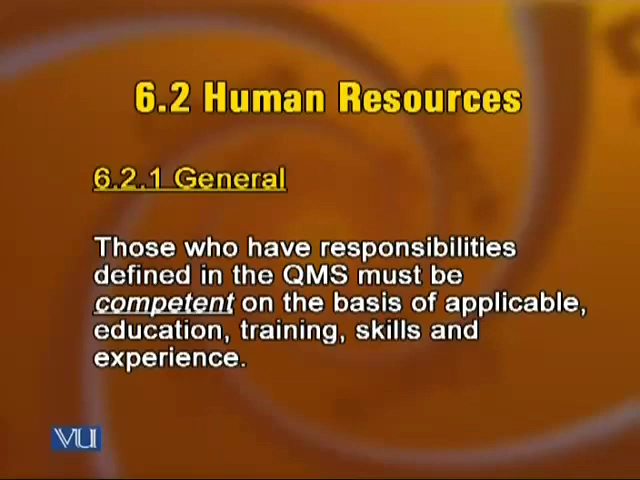 6.2 Human Resources
6.2.1 General
Those who have responsibilities
defined in the QMS must be
competent on the basis of applicable,
education, training, skills and
experience.
VU